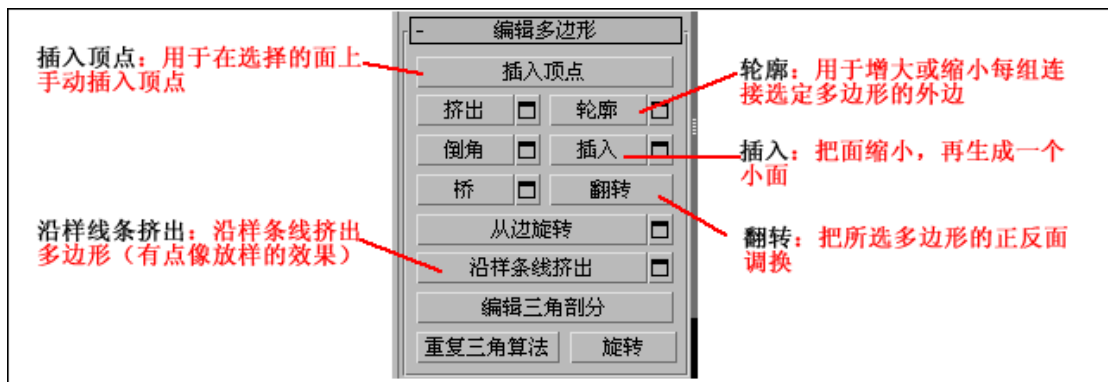 插入顶点：用于在选择的面上
手动插入顶点
沿样线条挤出：沿样条线挤出
多边形（有点像放样的效果）
- 编辑多边形
插入顶点
挤出 轮廓
倒角 插入
桥 翻转
从边旋转
沿样条线挤出
编辑三角剖分
重复三角算法 旋转
轮廓：用于增大或缩小每组连
接选定多边形的外边
插入：把面缩小，再生成一个
小面
翻转：把所选多边形的正反面
调换